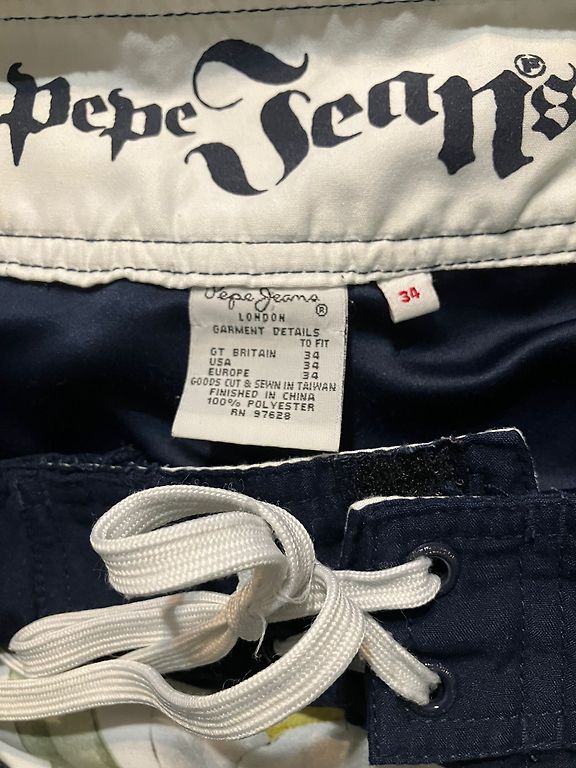 Pepe Jeans ®
Pepe Jeans ®
LONDON
GARMENT DETAILS
TO FIT
GT BRITAIN 34
USA 34
EUROPE 34
GOODS CUT & SEWN IN TAIWAN
FINISHED IN CHINA
100% POLYESTER
RN 97628
34